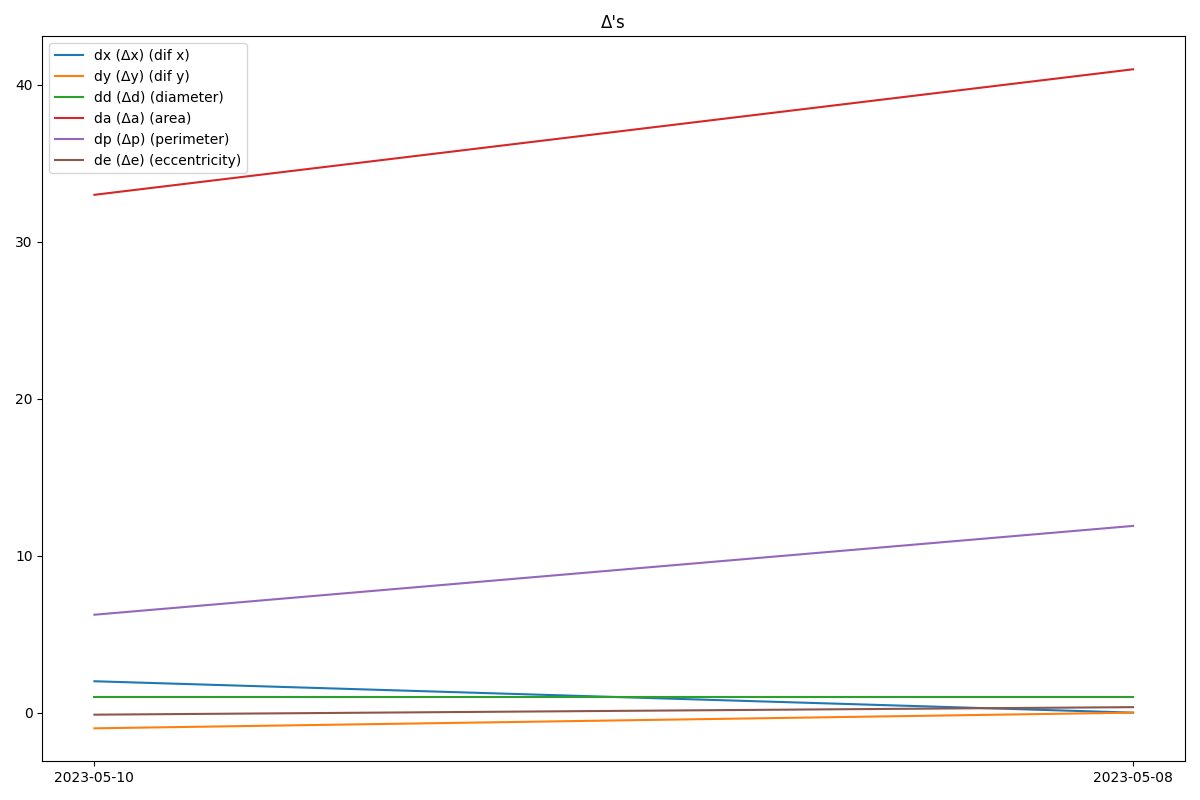 Δ's
dx (Δx) (dif x)
dy (Δy) (dif y)
dd (Δd) (diameter)
da (Δa) (area)
dp (Δp) (perimeter)
de (Δe) (eccentricity)
40
30
20
10
0
2023-05-10
2023-05-08